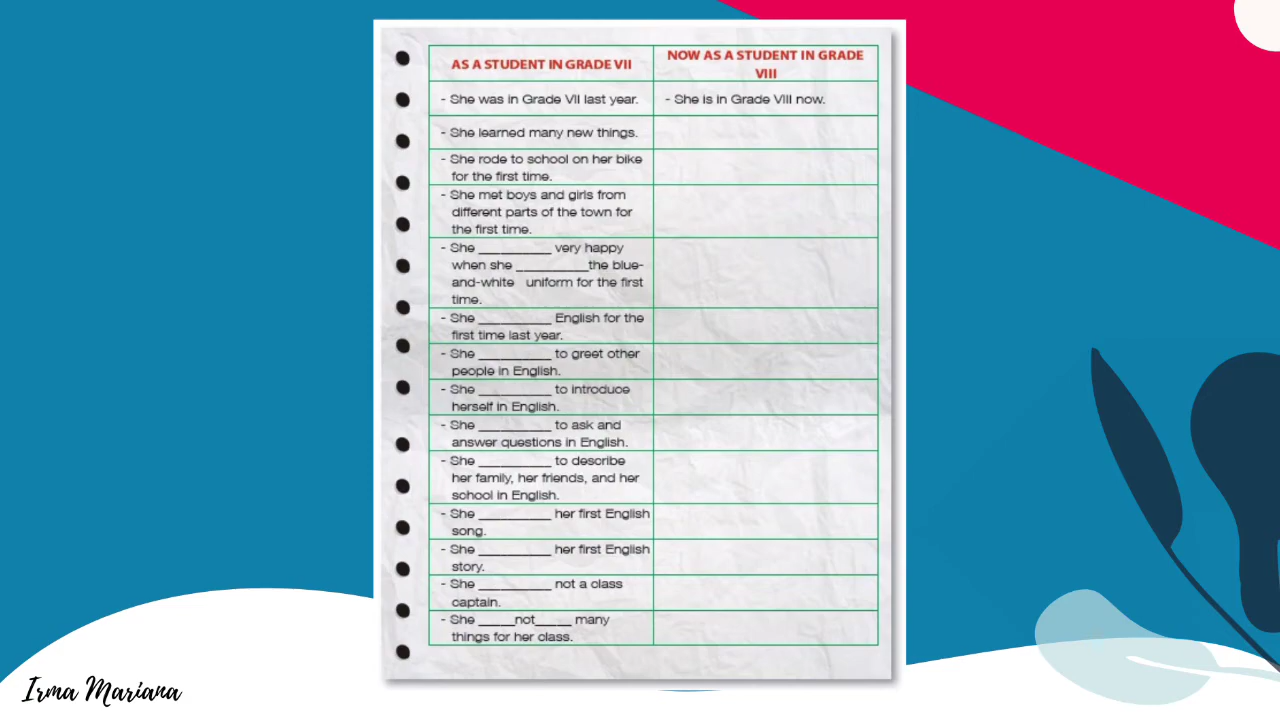 AS A STUDENT IN GRADE VII
NOW AS A STUDENT IN GRADE
VIII
- She was in Grade VII last year.
- She is in Grade VIII now.
- She learned many new things.
- She rode to school on her bike
for the first time.
- She met boys and girls from
different parts of the town for
the first time.
- She __________ very happy
when she __________the blue-
and-white uniform for the first
time.
- She __________ English for the
first time last year.
- She __________ to greet other
people in English.
- She __________ to introduce
herself in English.
- She __________ to ask and
answer questions in English.
- She __________ to describe
her family, her friends, and her
school in English.
- She __________ her first English
song.
- She __________ her first English
story.
- She __________ not a class
captain.
- She _____not_____ many
things for her class.
Irma Mariana